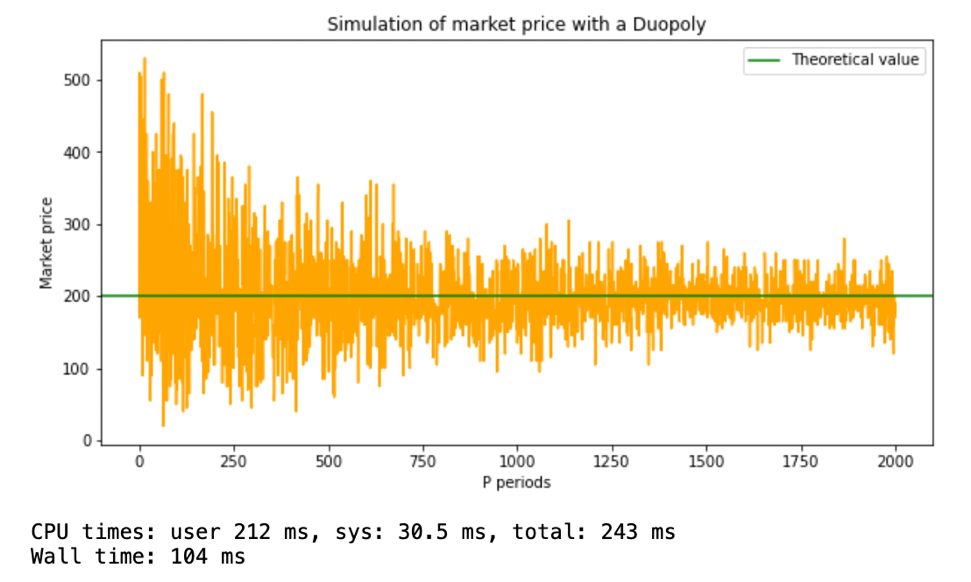 Simulation of market price with a Duopoly
Theoretical value
500
400
300
200
100
0
Market price
0 250 500 750 1000 1250 1500 1750 2000
P periods
CPU times: user 212 ms, sys: 30.5 ms, total: 243 ms
Wall time: 104 ms